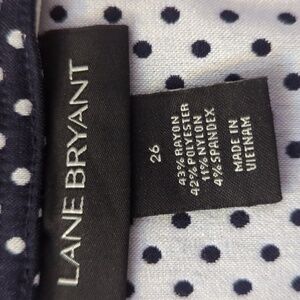 LANE BRYANT
26
43% RAYON
42% POLYESTER
11% NYLON
4% SPANDEX
MADE IN
VIETNAM